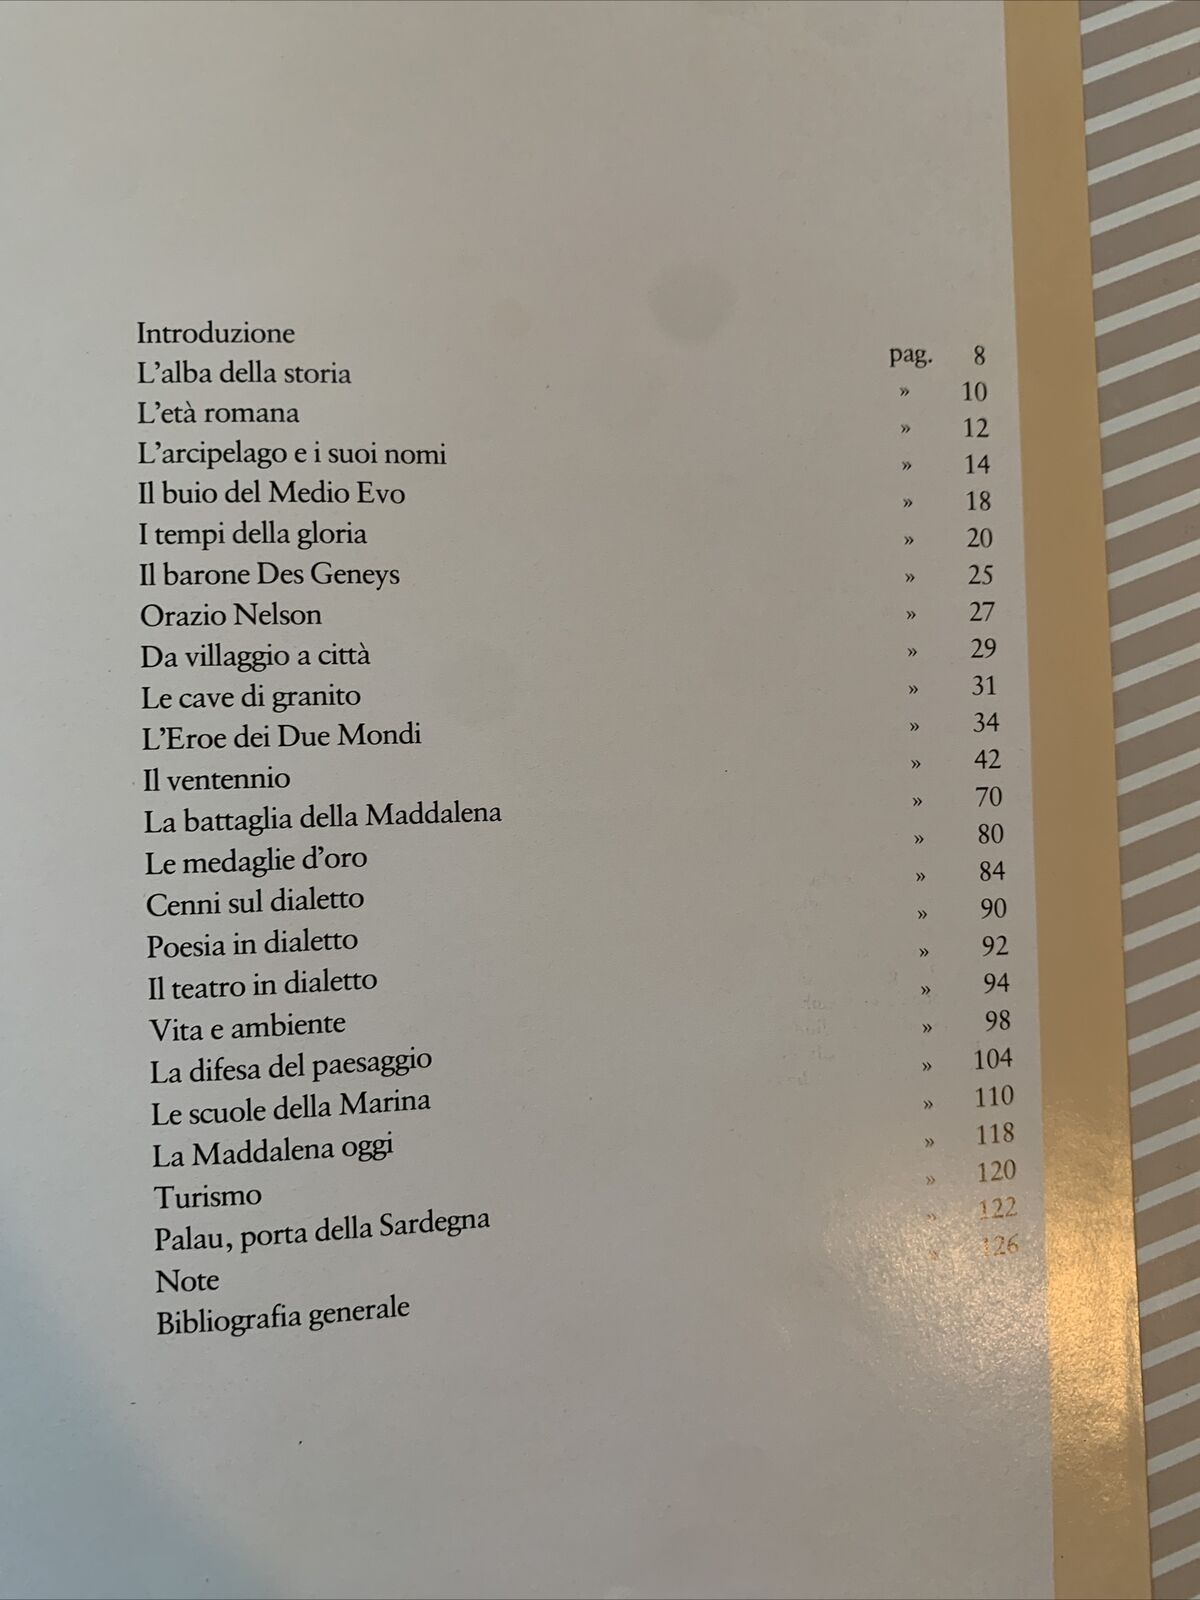 Introduzione pag. 8
L’alba della storia » 10
L’età romana » 12
L’arcipelago e i suoi nomi » 14
Il buio del Medio Evo » 18
I tempi della gloria » 20
Il barone Des Geneys » 25
Orazio Nelson » 27
Da villaggio a città » 29
Le cave di granito » 31
L’Eroe dei Due Mondi » 34
Il ventennio » 42
La battaglia della Maddalena » 70
Le medaglie d’oro » 80
Cenni sul dialetto » 84
Poesia in dialetto » 90
Il teatro in dialetto » 92
Vita e ambiente » 94
La difesa del paesaggio » 98
Le scuole della Marina » 104
La Maddalena oggi » 110
Turismo » 118
Palau, porta della Sardegna » 120
Note » 122
Bibliografia generale » 126